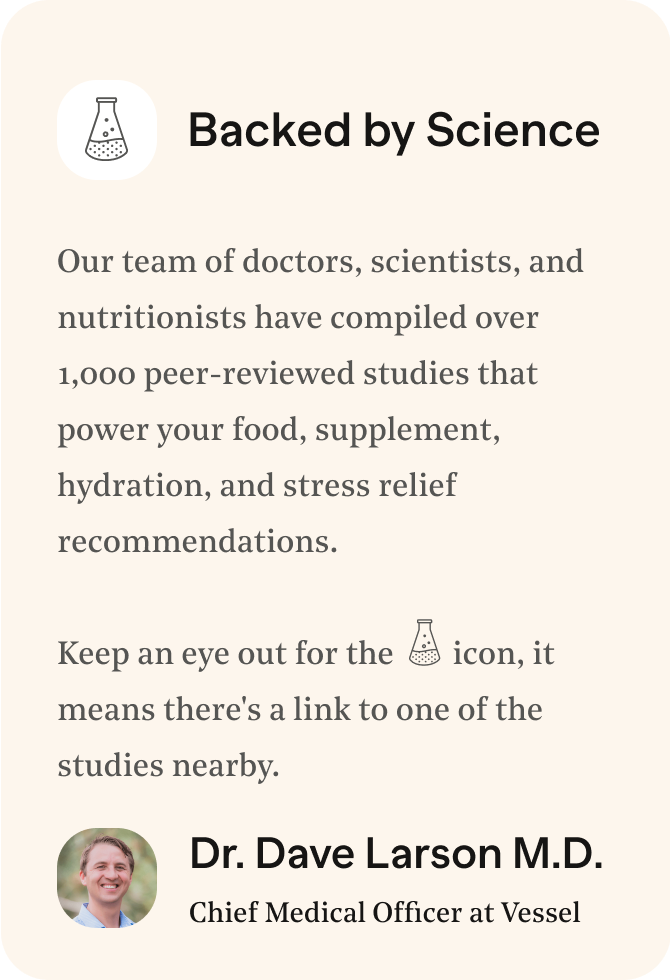 Backed by Science
Our team of doctors, scientists, and
nutritionists have compiled over
1,000 peer-reviewed studies that
power your food, supplement,
hydration, and stress relief
recommendations.
Keep an eye out for the icon, it
means there's a link to one of the
studies nearby.
Dr. Dave Larson M.D.
Chief Medical Officer at Vessel